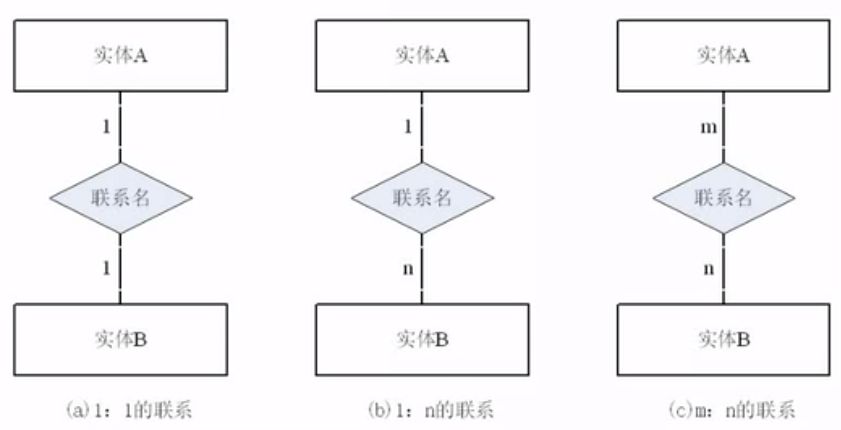 实体A
1
联系名
1
实体B
(a)1：1的联系
实体A
1
联系名
n
实体B
(b)1：n的联系
实体A
m
联系名
n
实体B
(c)m：n的联系